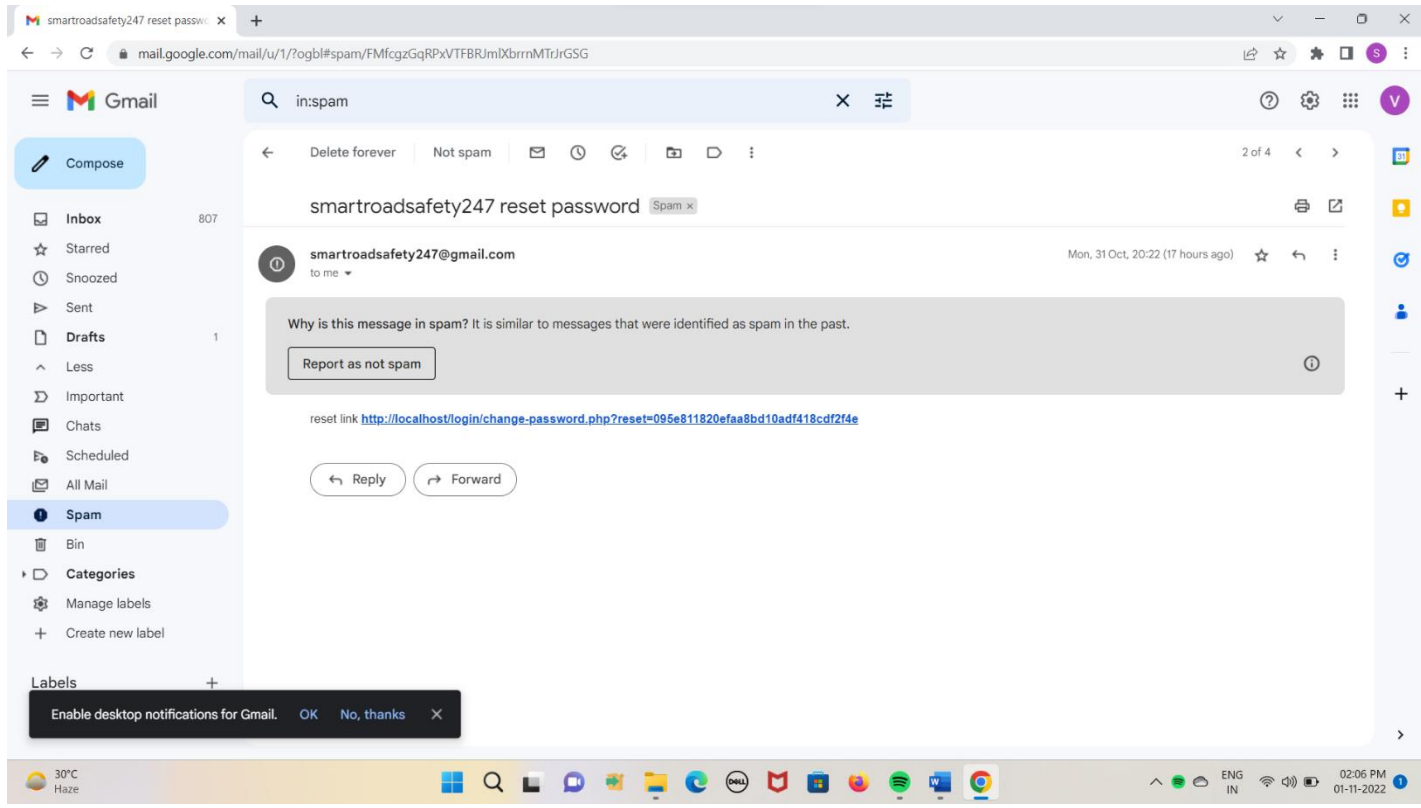 smartroadsafety247 reset passwo
mail.google.com/mail/u/1/?ogbl#spam/FMfcgzGqRPxVTFBRJmlXbrrnMTrJrGSG
S
Gmail
in:spam
V
Compose
Delete forever Not spam
2 of 4
31
smartroadsafety247 reset password Spam ×
Inbox 807
Starred
smartroadsafety247@gmail.com
Mon, 31 Oct, 20:22 (17 hours ago)
to me
Snoozed
Sent
Why is this message in spam? It is similar to messages that were identified as spam in the past.
Drafts 1
Less
Report as not spam
Important
Chats
reset link http://localhost/login/change-password.php?reset=095e811820efaa8bd10adf418cdf2f4e
Scheduled
All Mail
Reply Forward
Spam
Bin
Categories
Manage labels
Create new label
Labels
Enable desktop notifications for Gmail. OK No, thanks
30°C
Haze
DELL
ENG
IN
02:06 PM
01-11-2022
1